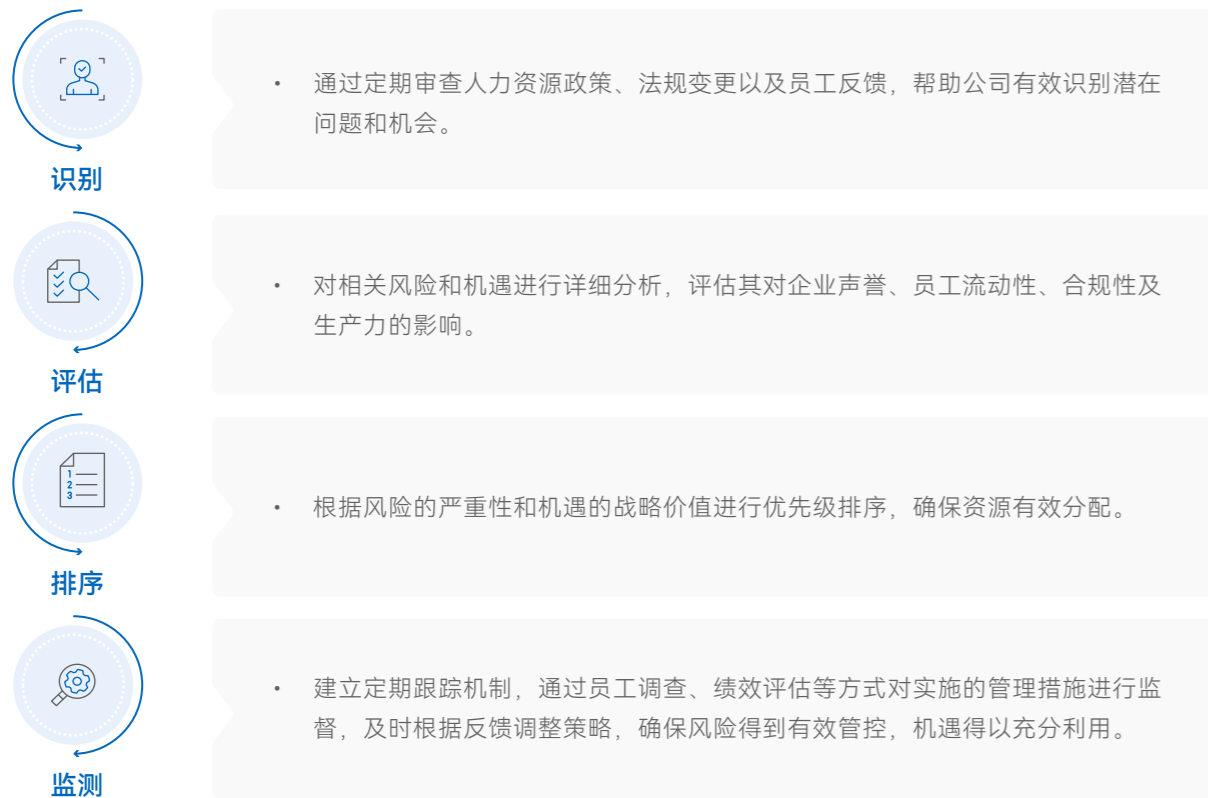 • 通过定期审查人力资源政策、法规变更以及员工反馈，帮助公司有效识别潜在
问题和机会。
识别
• 对相关风险和机遇进行详细分析，评估其对企业声誉、员工流动性、合规性及
生产力的影响。
评估
1
2
3
• 根据风险的严重性和机遇的战略价值进行优先级排序，确保资源有效分配。
排序
• 建立定期跟踪机制，通过员工调查、绩效评估等方式对实施的管理措施进行监
督，及时根据反馈调整策略，确保风险得到有效管控，机遇得以充分利用。
监测